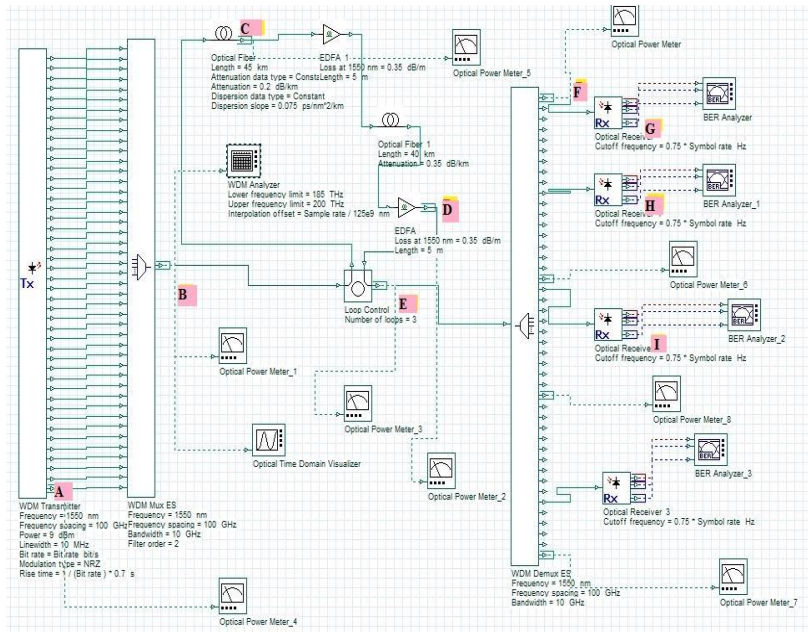 C
Optical Fiber
Length = 45 km
Attenuation data type = Consta
Attenuation = 0.2 dB/km
Dispersion data type = Constant
Dispersion slope = 0.075 ps/nm^2/km
EDFA 1
Loss at 1550 nm = 0.35 dB/m
Length = 5 m
Optical Power Meter_5
Optical Power Meter
F
Optical Fiber 1
Length = 40 km
Attenuation = 0.35 dB/km
WDM Analyzer
Lower frequency limit = 185 THz
Upper frequency limit = 200 THz
Interpolation offset = Sample rate / 125e9 nm
D
EDFA
Loss at 1550 nm = 0.35 dB/m
Length = 5 m
Rx
G
BER
BER Analyzer
Optical Receive
Cutoff frequency = 0.75 * Symbol rate Hz
Rx
H
BER
BER Analyzer_1
Optical Receive
Cutoff frequency = 0.75 * Symbol rate Hz
Tx
B
Loop Control
Number of loops = 3
E
Optical Power Meter_6
Rx
I
BER
BER Analyzer_2
Optical Receive
Cutoff frequency = 0.75 * Symbol rate Hz
Optical Power Meter_1
Optical Power Meter_3
Optical Power Meter_8
Optical Time Domain Visualizer
Optical Power Meter_2
BER
BER Analyzer_3
Rx
Optical Receiver 3
Cutoff frequency = 0.75 * Symbol rate Hz
A
WDM Transmitter
Frequency = 1550 nm
Frequency spacing = 100 GHz
Power = 9 dBm
Linewidth = 10 MHz
Bit rate = Bit rate bit/s
Modulation type = NRZ
Rise time = 1 / (Bit rate ) * 0.7 s
WDM Mux ES
Frequency = 1550 nm
Frequency spacing = 100 GHz
Bandwidth = 10 GHz
Filter order = 2
WDM Demux ES
Frequency = 1550 nm
Frequency spacing = 100 GHz
Bandwidth = 10 GHz
Optical Power Meter_7
Optical Power Meter_4